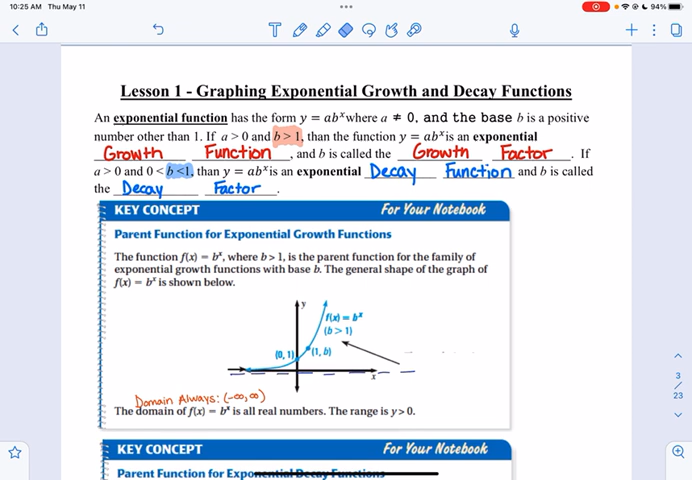 10:25 AM Thu May 11
94%
Lesson 1 - Graphing Exponential Growth and Decay Functions
An exponential function has the form y = abˣ where a ≠ 0, and the base b is a positive
number other than 1. If a > 0 and b > 1, than the function y = abˣ is an exponential
Growth Function, and b is called the Growth Factor. If
a > 0 and 0 < b <1, than y = abˣ is an exponential Decay Function and b is called
the Decay Factor.
KEY CONCEPT For Your Notebook
Parent Function for Exponential Growth Functions
The function f(x) = bˣ, where b > 1, is the parent function for the family of
exponential growth functions with base b. The general shape of the graph of
f(x) = bˣ is shown below.
y
f(x) = bˣ
(b > 1)
(0, 1) (1, b)
x
Domain Always: (-∞, ∞)
The domain of f(x) = bˣ is all real numbers. The range is y > 0.
3
/
23
KEY CONCEPT For Your Notebook
Parent Function for Exponential Decay Functions